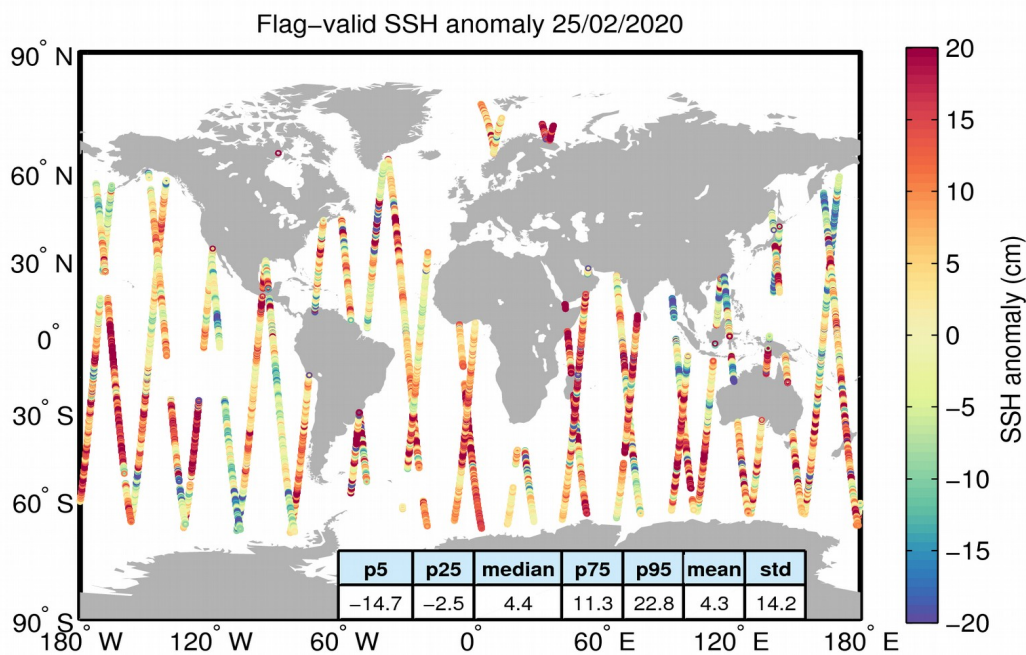 Flag−valid SSH anomaly 25/02/2020
90° N
60° N
30° N
0°
30° S
60° S
90° S
180° W 120° W 60° W 0° 60° E 120° E 180° E
p5 p25 median p75 p95 mean std
−14.7 −2.5 4.4 11.3 22.8 4.3 14.2
20
15
10
5
0
−5
−10
−15
−20
SSH anomaly (cm)